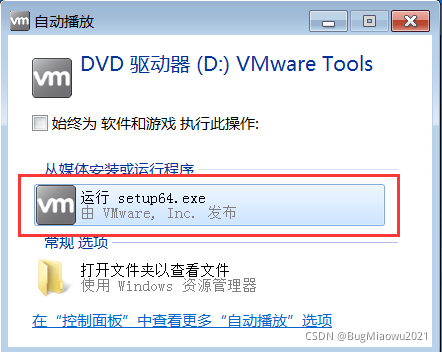 vm 自动播放
vm DVD 驱动器 (D:) VMware Tools
始终为 软件和游戏 执行此操作:
从媒体安装或运行程序
vm 运行 setup64.exe
由 VMware, Inc. 发布
常规 选项
打开文件夹以查看文件
使用 Windows 资源管理器
在“控制面板”中查看更多“自动播放”选项
CSDN @BugMiaowu2021